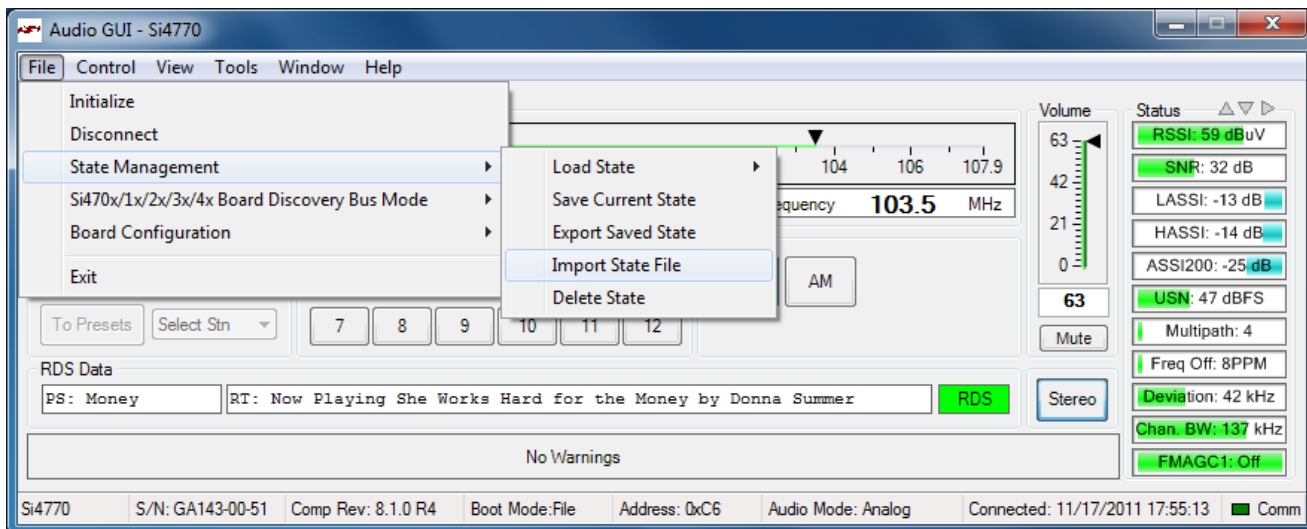 Audio GUI - Si4770
File Control View Tools Window Help
Initialize
Disconnect
State Management
Si470x/1x/2x/3x/4x Board Discovery Bus Mode
Board Configuration
Exit
Load State
Save Current State
Export Saved State
Import State File
Delete State
104 106 107.9
103.5 MHz
AM
To Presets Select Stn
7 8 9 10 11 12
Volume
63
42
21
0
63
Mute
Status
RSSI: 59 dBuV
SNR: 32 dB
LASSI: -13 dB
HASSI: -14 dB
ASSI200: -25 dB
USN: 47 dBFS
Multipath: 4
Freq Off: 8PPM
Deviation: 42 kHz
Chan. BW: 137 kHz
FMAGC1: Off
RDS Data
PS: Money RT: Now Playing She Works Hard for the Money by Donna Summer RDS
Stereo
No Warnings
Si4770 S/N: GA143-00-51 Comp Rev: 8.1.0 R4 Boot Mode:File Address: 0xC6 Audio Mode: Analog Connected: 11/17/2011 17:55:13 Comm